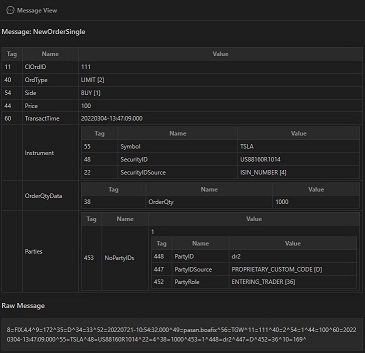 Message View
Message: NewOrderSingle
Tag Name Value
11 ClOrdID 111
40 OrdType LIMIT [2]
54 Side BUY [1]
44 Price 100
60 TransactTime 20220304-13:47:09.000
Instrument
Tag Name Value
55 Symbol TSLA
48 SecurityID US88160R1014
22 SecurityIDSource ISIN_NUMBER [4]
OrderQtyData
Tag Name Value
38 OrderQty 1000
Parties
Tag Name Value
453 NoPartyIDs
1
Tag Name Value
448 PartyID dr2
447 PartyIDSource PROPRIETARY_CUSTOM_CODE [D]
452 PartyRole ENTERING_TRADER [36]
Raw Message
8=FIX.4.4^9=172^35=D^34=33^52=20220721-10:54:32.000^49=pasan.boafix^56=TGW^11=111^40=2^54=1^44=100^60=2022
0304-13:47:09.000^55=TSLA^48=US88160R1014^22=4^38=1000^453=1^448=dr2^447=D^452=36^10=169^